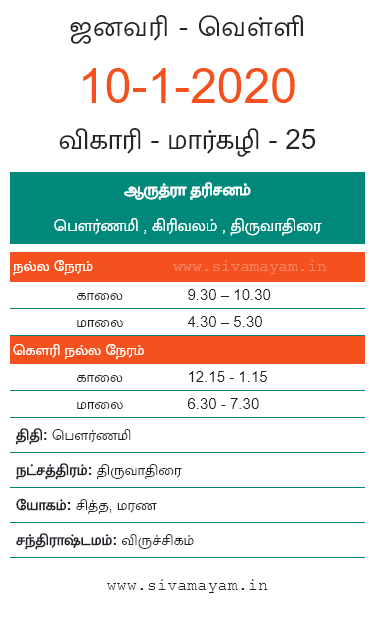 ஜனவரி - வெள்ளி
10-1-2020
விகாரி - மார்கழி - 25
ஆருத்ரா தரிசனம்
பௌர்ணமி , கிரிவலம் , திருவாதிரை
நல்ல நேரம் www.sivamayam.in
காலை 9.30 – 10.30
மாலை 4.30 – 5.30
கௌரி நல்ல நேரம்
காலை 12.15 - 1.15
மாலை 6.30 - 7.30
திதி: பௌர்ணமி
நட்சத்திரம்: திருவாதிரை
யோகம்: சித்த, மரண
சந்திராஷ்டமம்: விருச்சிகம்
www.sivamayam.in